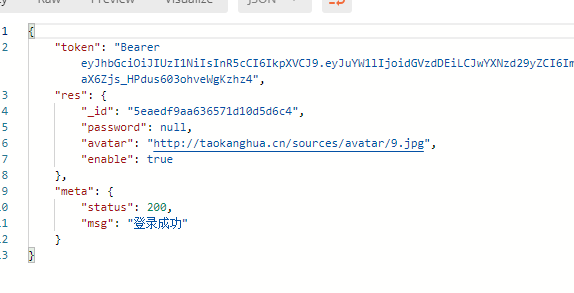 Raw Preview Visualize JSON
1 {
2 "token": "Bearer
eyJhbGciOiJIUzI1NiIsInR5cCI6IkpXVCJ9.eyJuYW1lIjoidGVzdDEiLCJwYXNzd29yZCI6Im
aX6Zjs_HPdus603ohveWgKzhz4",
3 "res": {
4 "_id": "5eaedf9aa636571d10d5d6c4",
5 "password": null,
6 "avatar": "http://taokanghua.cn/sources/avatar/9.jpg",
7 "enable": true
8 },
9 "meta": {
10 "status": 200,
11 "msg": "登录成功"
12 }
13 }